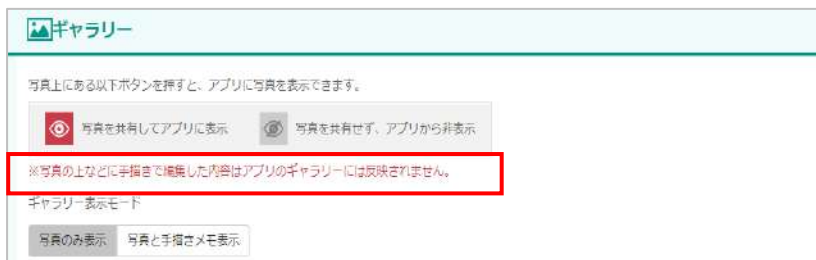 ギャラリー
写真上にある以下ボタンを押すと、アプリに写真を表示できます。
写真を共有してアプリに表示 写真を共有せず、アプリから非表示
※写真の上などに手描きで編集した内容はアプリのギャラリーには反映されません。
ギャラリー表示モード
写真のみ表示 写真と手描きメモ表示